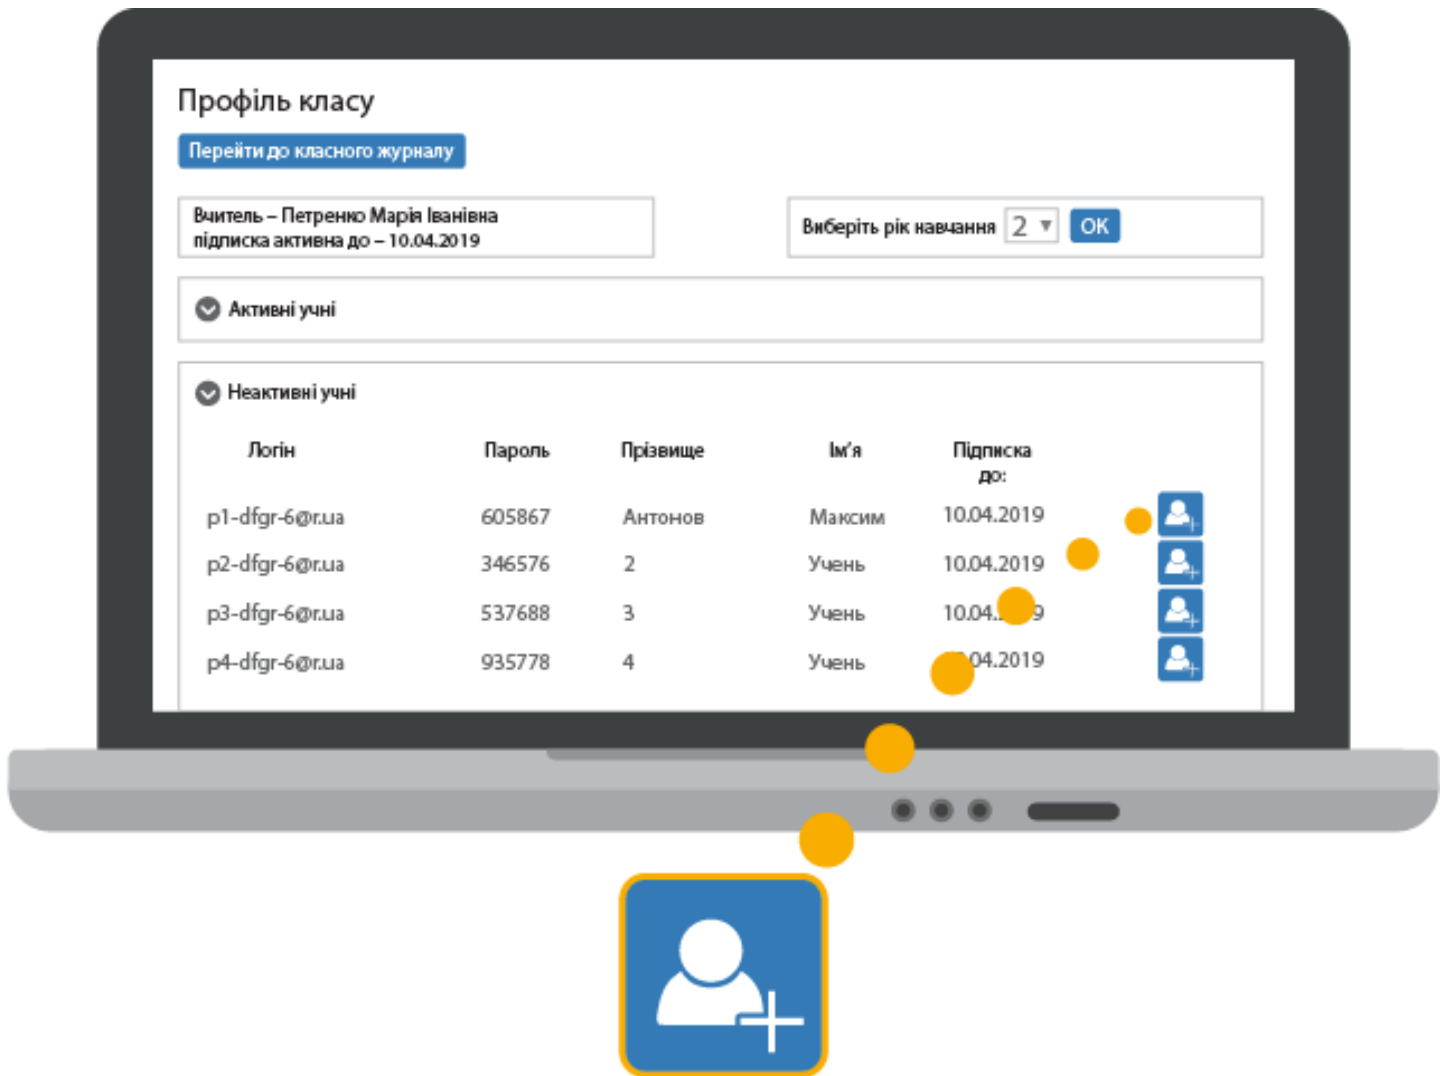 Профіль класу
Перейти до класного журналу
Вчитель – Петренко Марія Іванівна
підписка активна до – 10.04.2019
Виберіть рік навчання 2 ▼ OK
Активні учні
Неактивні учні
Логін Пароль Прізвище Ім’я Підписка
до:
p1-dfgr-6@r.ua 605867 Антонов Максим 10.04.2019
p2-dfgr-6@r.ua 346576 2 Учень 10.04.2019
p3-dfgr-6@r.ua 537688 3 Учень
p4-dfgr-6@r.ua 935778 4 Учень